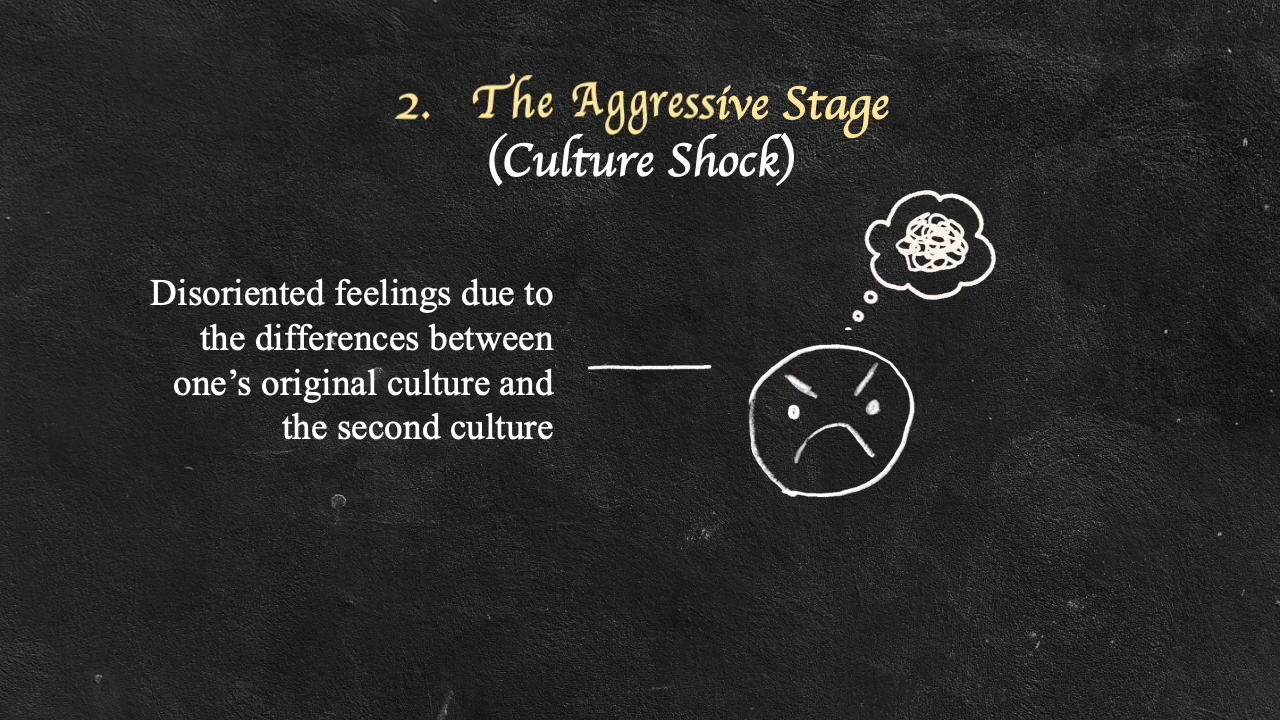 2. The Aggressive Stage
(Culture Shock)
Disoriented feelings due to
the differences between
one’s original culture and
the second culture